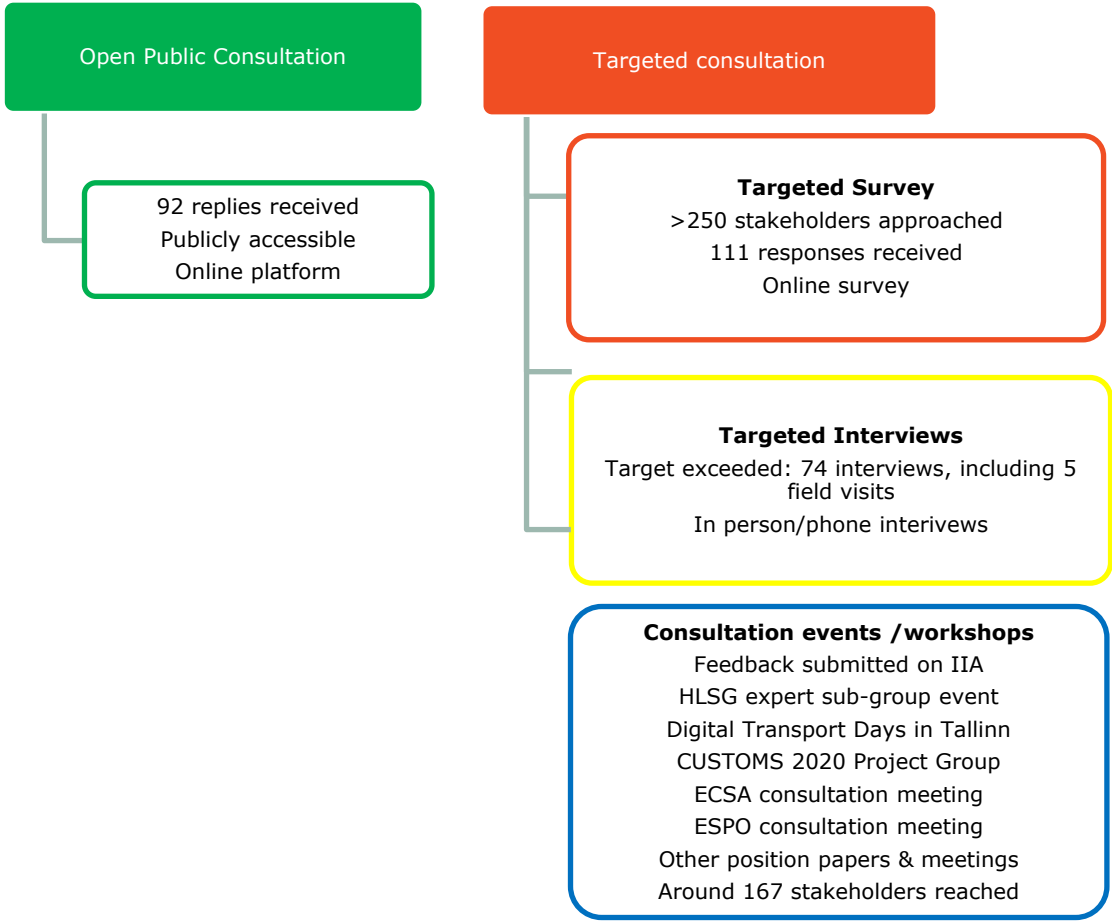 Open Public Consultation
92 replies received
Publicly accessible
Online platform
Targeted consultation
Targeted Survey
>250 stakeholders approached
111 responses received
Online survey
Targeted Interviews
Target exceeded: 74 interviews, including 5
field visits
In person/phone interivews
Consultation events /workshops
Feedback submitted on IIA
HLSG expert sub-group event
Digital Transport Days in Tallinn
CUSTOMS 2020 Project Group
ECSA consultation meeting
ESPO consultation meeting
Other position papers & meetings
Around 167 stakeholders reached